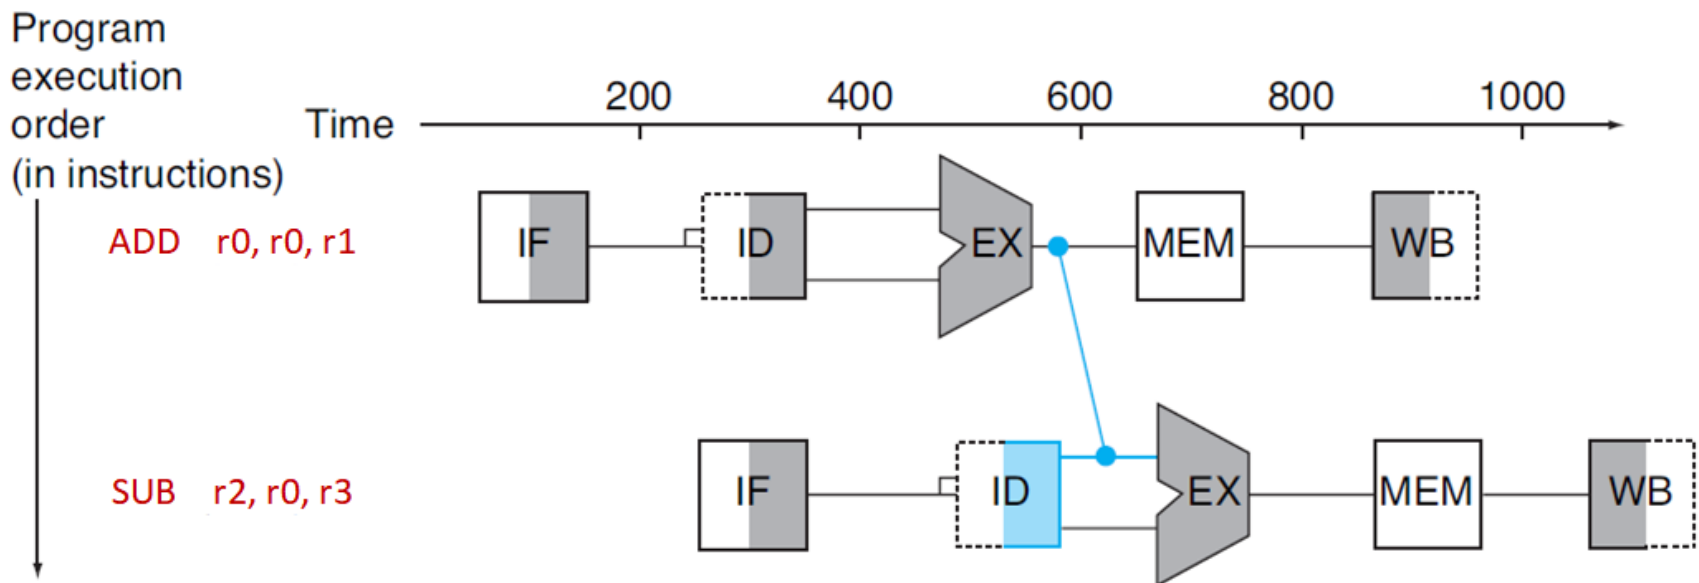 Program
execution
order
(in instructions)
Time
200 400 600 800 1000
ADD r0, r0, r1
IF ID EX MEM WB
SUB r2, r0, r3
IF ID EX MEM WB